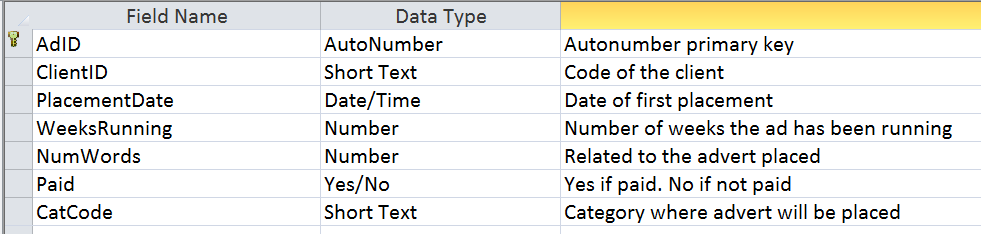 Field Name Data Type
AdID AutoNumber Autonumber primary key
ClientID Short Text Code of the client
PlacementDate Date/Time Date of first placement
WeeksRunning Number Number of weeks the ad has been running
NumWords Number Related to the advert placed
Paid Yes/No Yes if paid. No if not paid
CatCode Short Text Category where advert will be placed